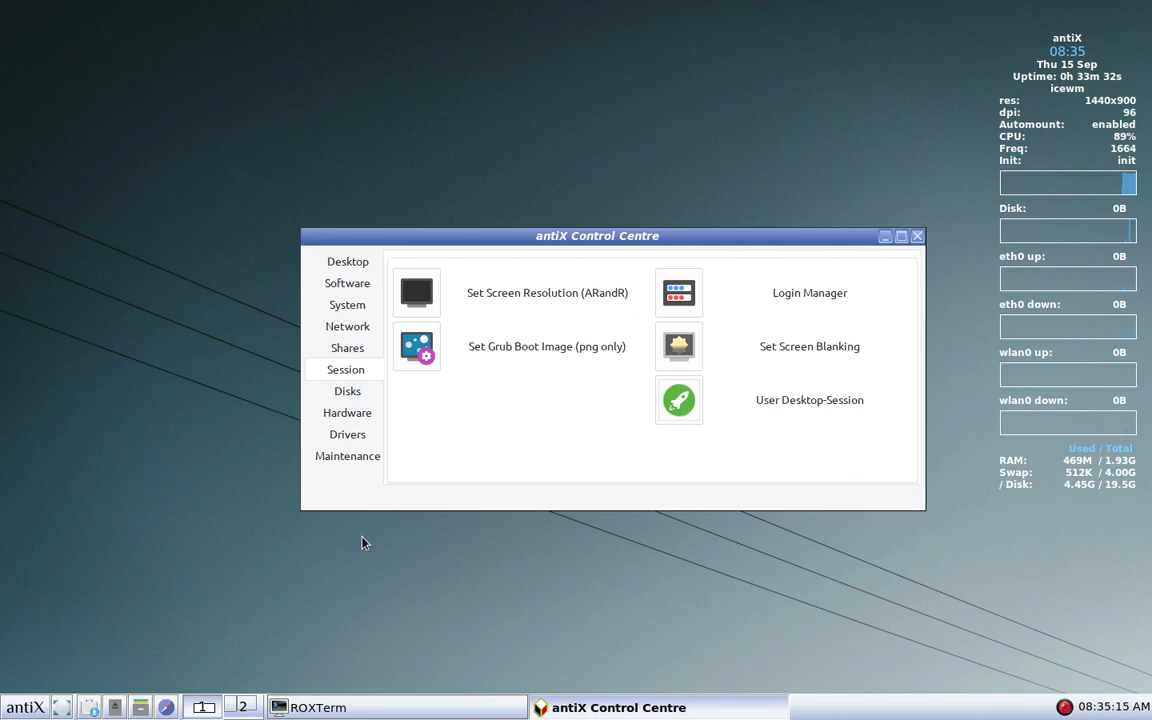 antiX
08:35
Thu 15 Sep
Uptime: 0h 33m 32s
icewm
res: 1440x900
dpi: 96
Automount: enabled
CPU: 89%
Freq: 1664
Init: init
Disk: 0B
eth0 up: 0B
eth0 down: 0B
wlan0 up: 0B
wlan0 down: 0B
Used / Total
RAM: 469M / 1.93G
Swap: 512K / 4.00G
/ Disk: 4.45G / 19.5G
antiX Control Centre
Desktop
Software
System
Network
Shares
Session
Disks
Hardware
Drivers
Maintenance
Set Screen Resolution (ARandR)
Login Manager
Set Grub Boot Image (png only)
Set Screen Blanking
User Desktop-Session
antiX 1 2 ROXTerm antiX Control Centre 08:35:15 AM